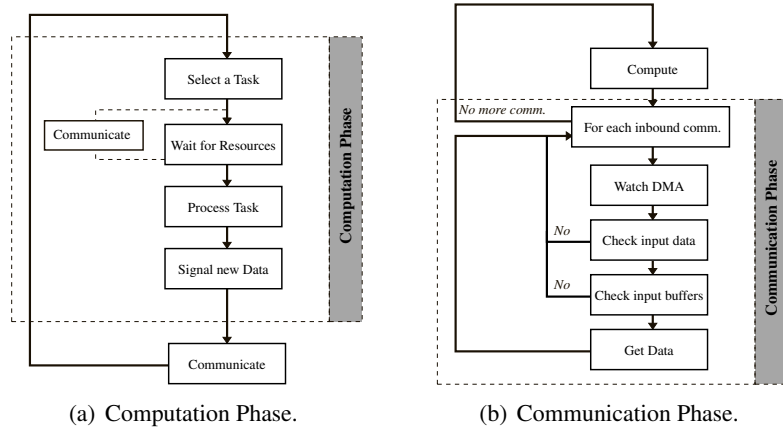 Select a Task
Communicate
Wait for Resources
Process Task
Signal new Data
Communicate
Computation Phase
(a) Computation Phase.
Compute
No more comm.
For each inbound comm.
Watch DMA
No
Check input data
No
Check input buffers
Get Data
Communication Phase
(b) Communication Phase.